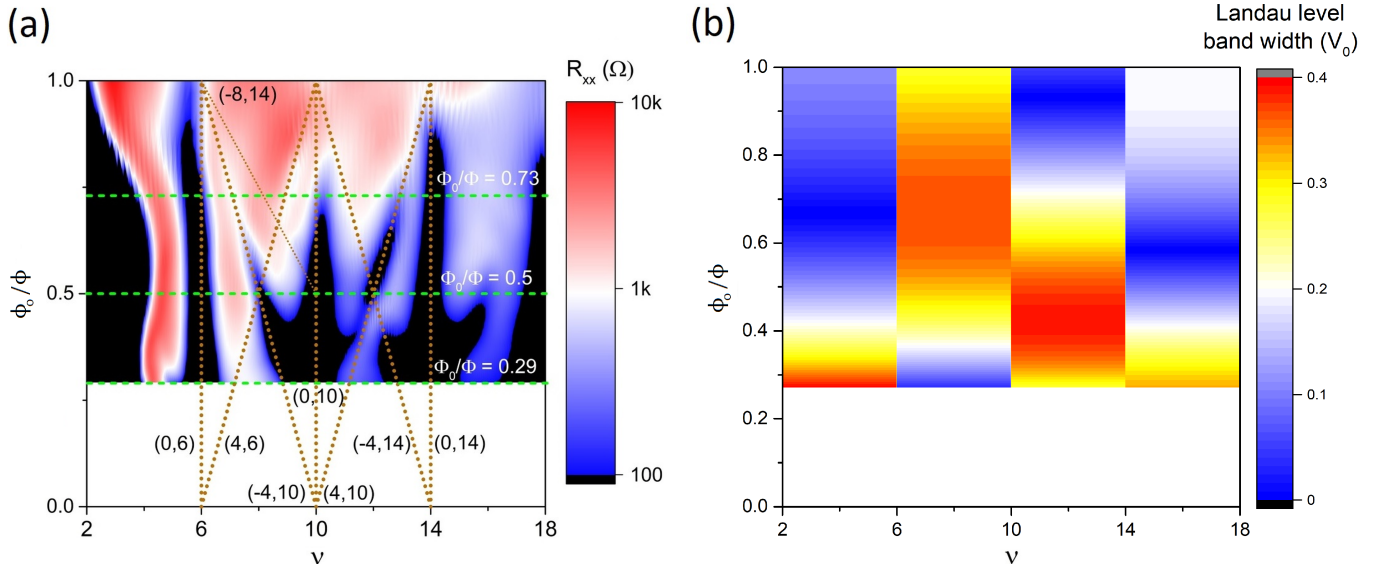 (a)
R_xx (Ω)
1.0
0.5
0.0
ϕ_o/ϕ
2
6
10
14
18
ν
(-8,14)
Φ_0/Φ = 0.73
Φ_0/Φ = 0.5
Φ_0/Φ = 0.29
(0,10)
(0,6)
(4,6)
(-4,14)
(0,14)
(-4,10)
(4,10)
10k
1k
100
(b)
Landau level
band width (V_0)
1.0
0.8
0.6
0.4
0.2
0.0
ϕ_o/ϕ
2
6
10
14
18
ν
0.4
0.3
0.2
0.1
0